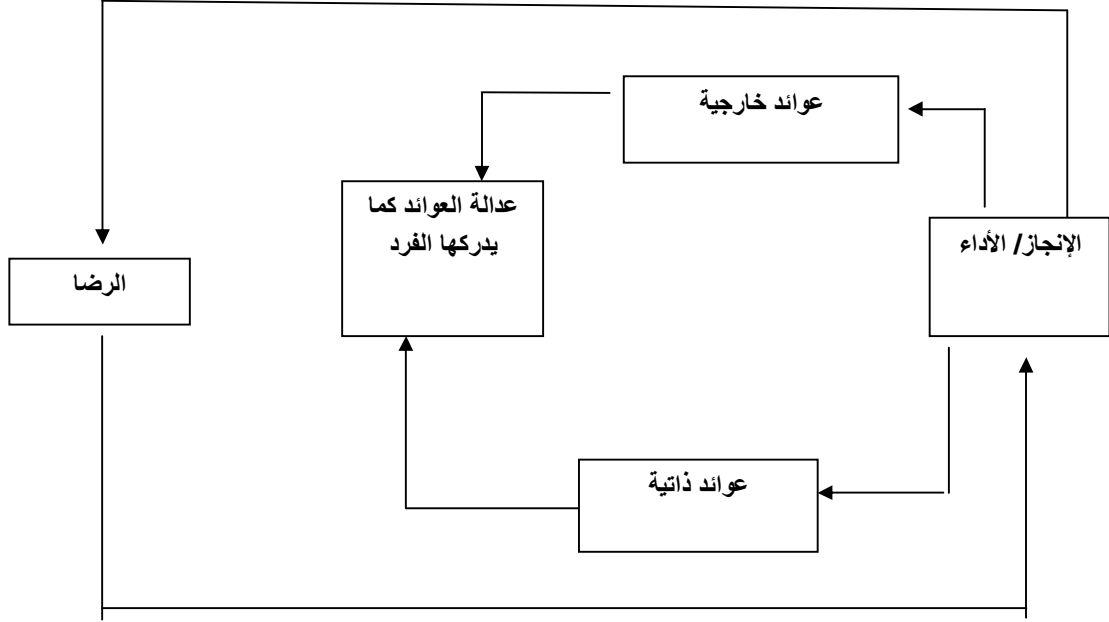 عوائد خارجية
الإنجاز/ الأداء
عدالة العوائد كما
يدركها الفرد
الرضا
عوائد ذاتية